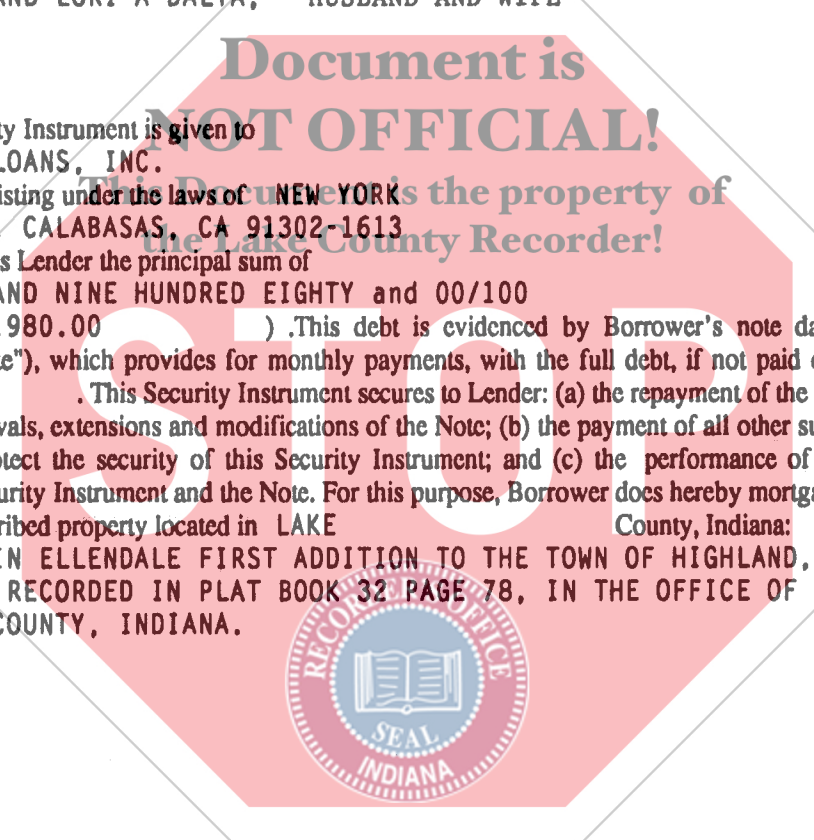 AND LORI A DALTA, HUSBAND AND WIFE
Document is
NOT OFFICIAL!
This Document is the property of
the Lake County Recorder!
ty Instrument is given to
LOANS, INC.
isting under the laws of NEW YORK
CALABASAS, CA 91302-1613
s Lender the principal sum of
AND NINE HUNDRED EIGHTY and 00/100
980.00 ) .This debt is evidenced by Borrower's note da
e"), which provides for monthly payments, with the full debt, if not paid
. This Security Instrument secures to Lender: (a) the repayment of the
vals, extensions and modifications of the Note; (b) the payment of all other su
otect the security of this Security Instrument; and (c) the performance of
urity Instrument and the Note. For this purpose, Borrower does hereby mortga
ribed property located in LAKE County, Indiana:
IN ELLENDALE FIRST ADDITION TO THE TOWN OF HIGHLAND,
RECORDED IN PLAT BOOK 32 PAGE 78, IN THE OFFICE OF
COUNTY, INDIANA.
STOP
RECORDER'S OFFICE
SEAL
INDIANA